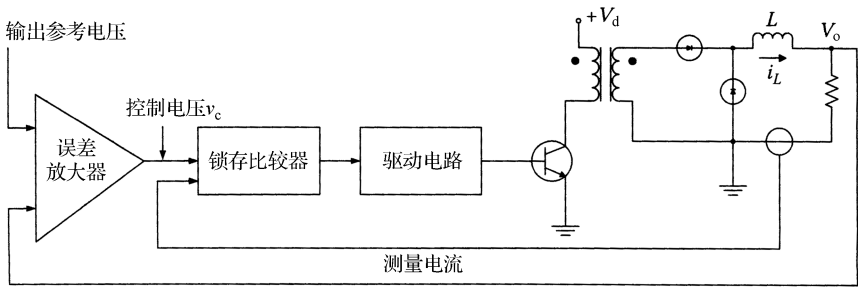 输出参考电压
+V_d
L
V_o
i_L
控制电压v_c
误差
放大器
锁存比较器
驱动电路
测量电流